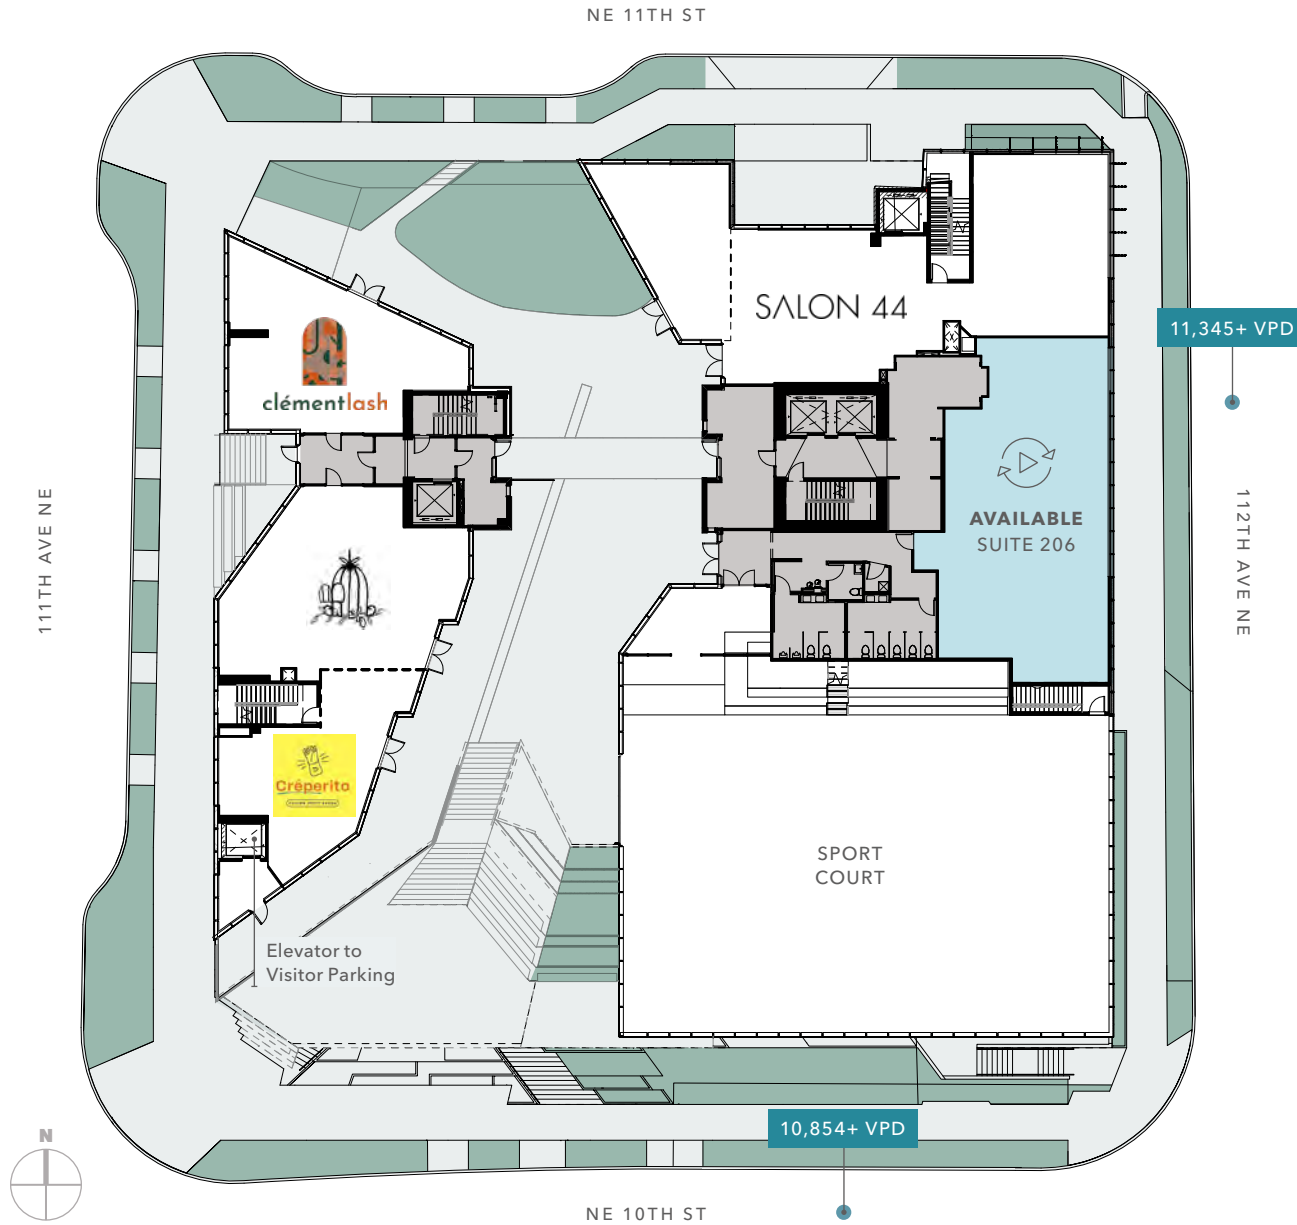 NE 11TH ST
SALON 44
11,345+ VPD
clémentlash
111TH AVE NE
112TH AVE NE
AVAILABLE
SUITE 206
Crêperito
SPORT
COURT
Elevator to
Visitor Parking
10,854+ VPD
N
NE 10TH ST